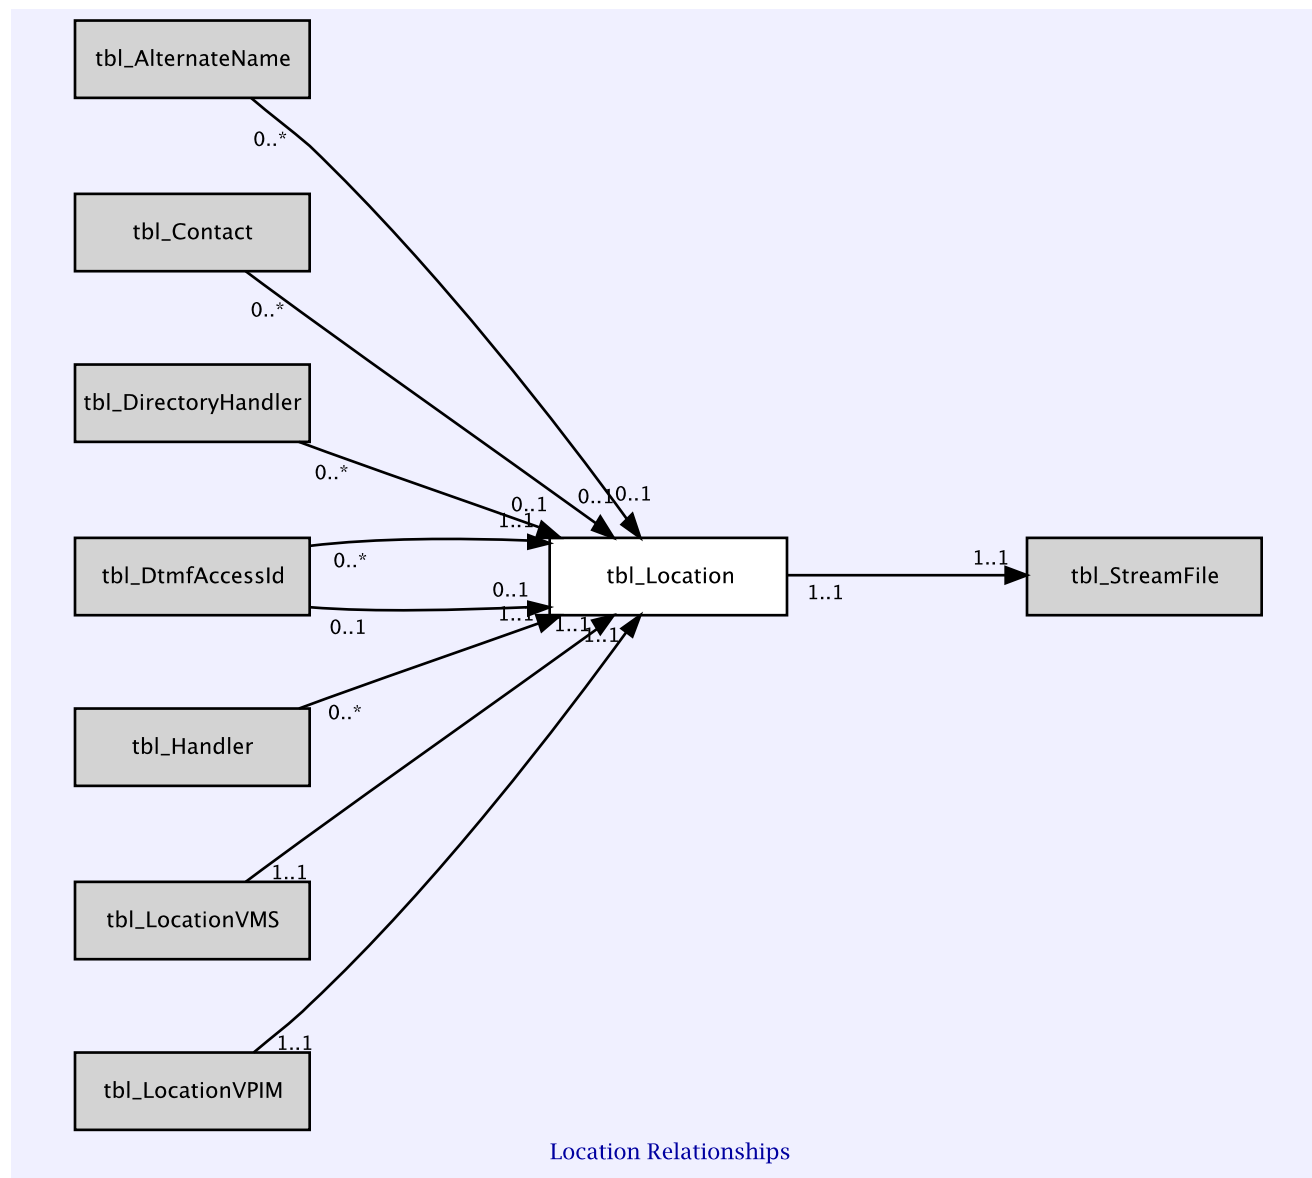 tbl_AlternateName
0..*
tbl_Contact
0..*
tbl_DirectoryHandler
0..*
0..1
0..1
0..1
1..1
tbl_DtmfAccessId
0..*
0..1
0..1
tbl_Location
1..1
1..1
tbl_StreamFile
1..1
1..1
1..1
0..*
tbl_Handler
1..1
tbl_LocationVMS
1..1
tbl_LocationVPIM
Location Relationships